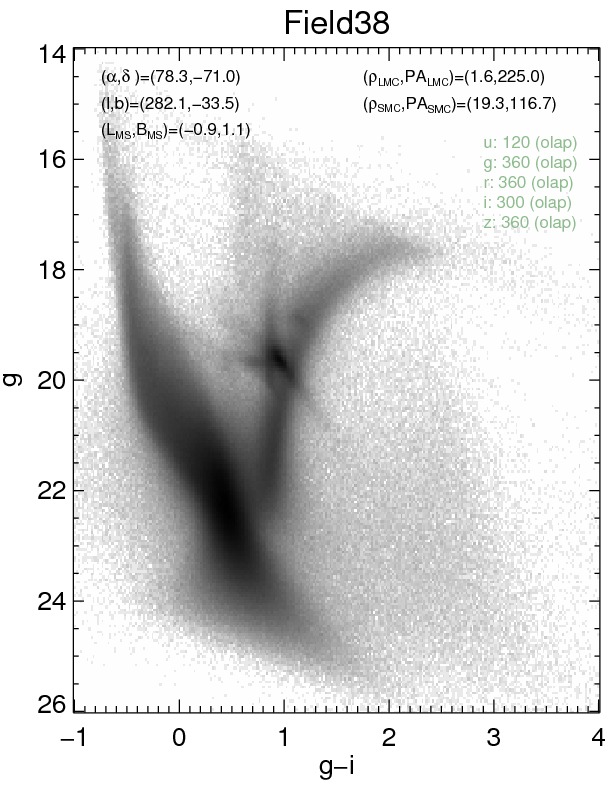 Field38
(α,δ )=(78.3,−71.0)
(ρLMC,PALMC)=(1.6,225.0)
(l,b)=(282.1,−33.5)
(ρSMC,PASMC)=(19.3,116.7)
(LMS,BMS)=(−0.9,1.1)
u: 120 (olap)
g: 360 (olap)
r: 360 (olap)
i: 300 (olap)
z: 360 (olap)
14
16
18
20
22
24
26
g
−1 0 1 2 3 4
g−i